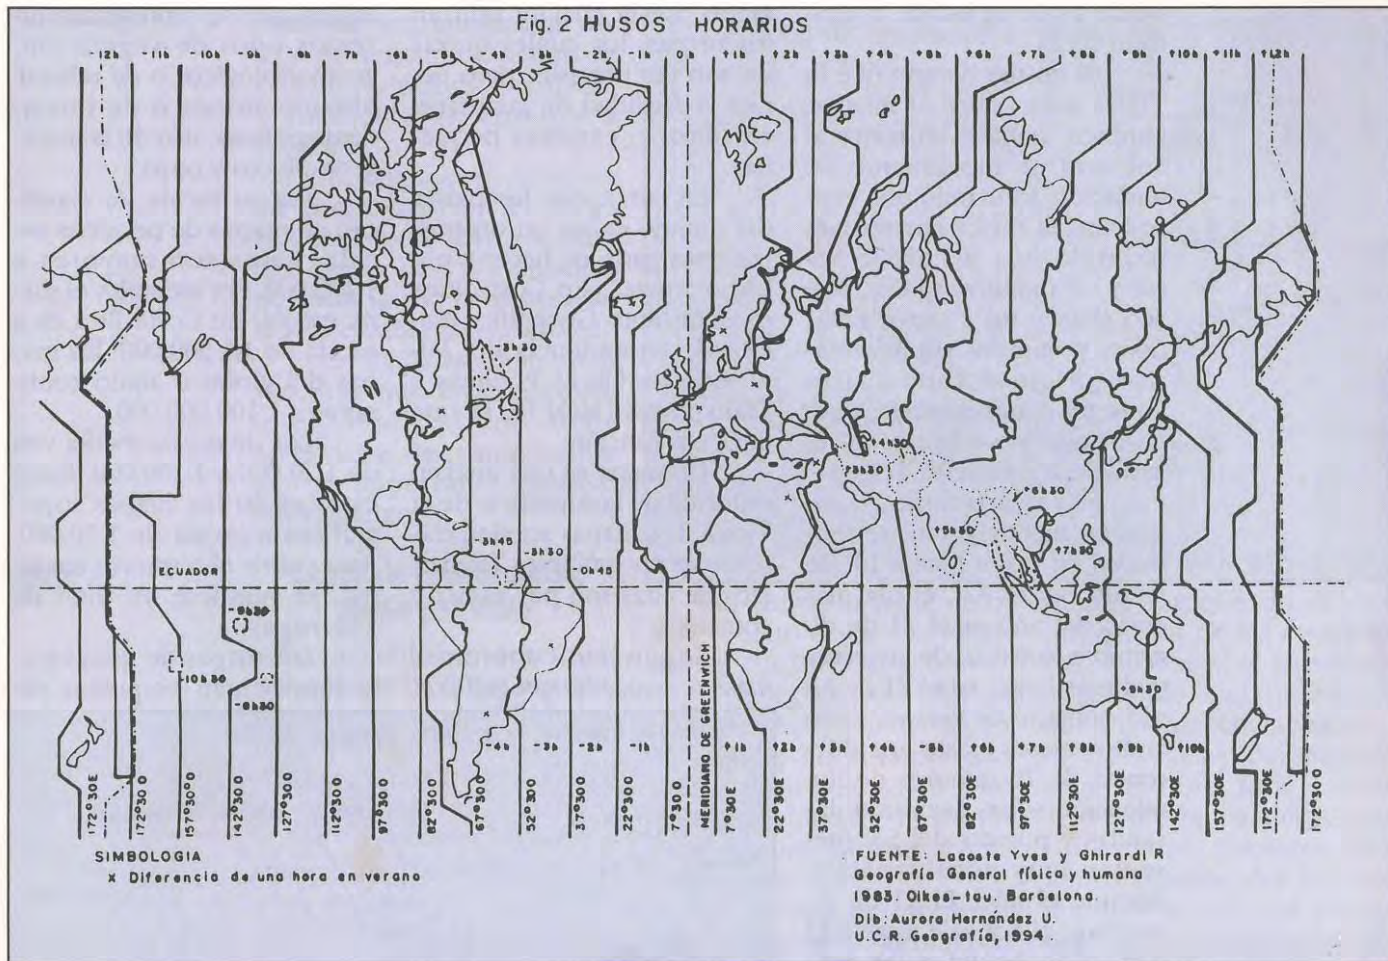 Fig. 2 HUSOS HORARIOS
+12h -12h -11h -10h -9h -8h -7h -6h -5h -4h -3h -2h -1h 0h +1h +2h +3h +4h +5h +6h +7h +8h +9h +10h +11h +12h
-3h30
+4h30
+3h30
+6h30
+5h30
-3h30
0h45
+7h30
ECUADOR
-9h30
-10h30
-8h30
+9h30
-4h -3h -2h -1h +1h +2h +3h +4h -5h +6h +7h +8h +9h +10h
MERIDIANO DE GREENWICH
172°30E 172°30O 157°30O 142°30O 127°30O 112°30O 97°30O 82°30O 67°30O 52°30O 37°30O 22°30O 7°30O 7°30E 22°30E 37°30E 52°30E 67°30E 82°30E 97°30E 112°30E 127°30E 142°30E 157°30E 172°30E 172°30O
SIMBOLOGIA
x Diferencia de una hora en verano
FUENTE: Lacoste Yves y Ghirardi R
Geografía General física y humana
1983. Oikes-tau, Barcelona.
Dib: Aurora Hernández U.
U.C.R. Geografía, 1994.